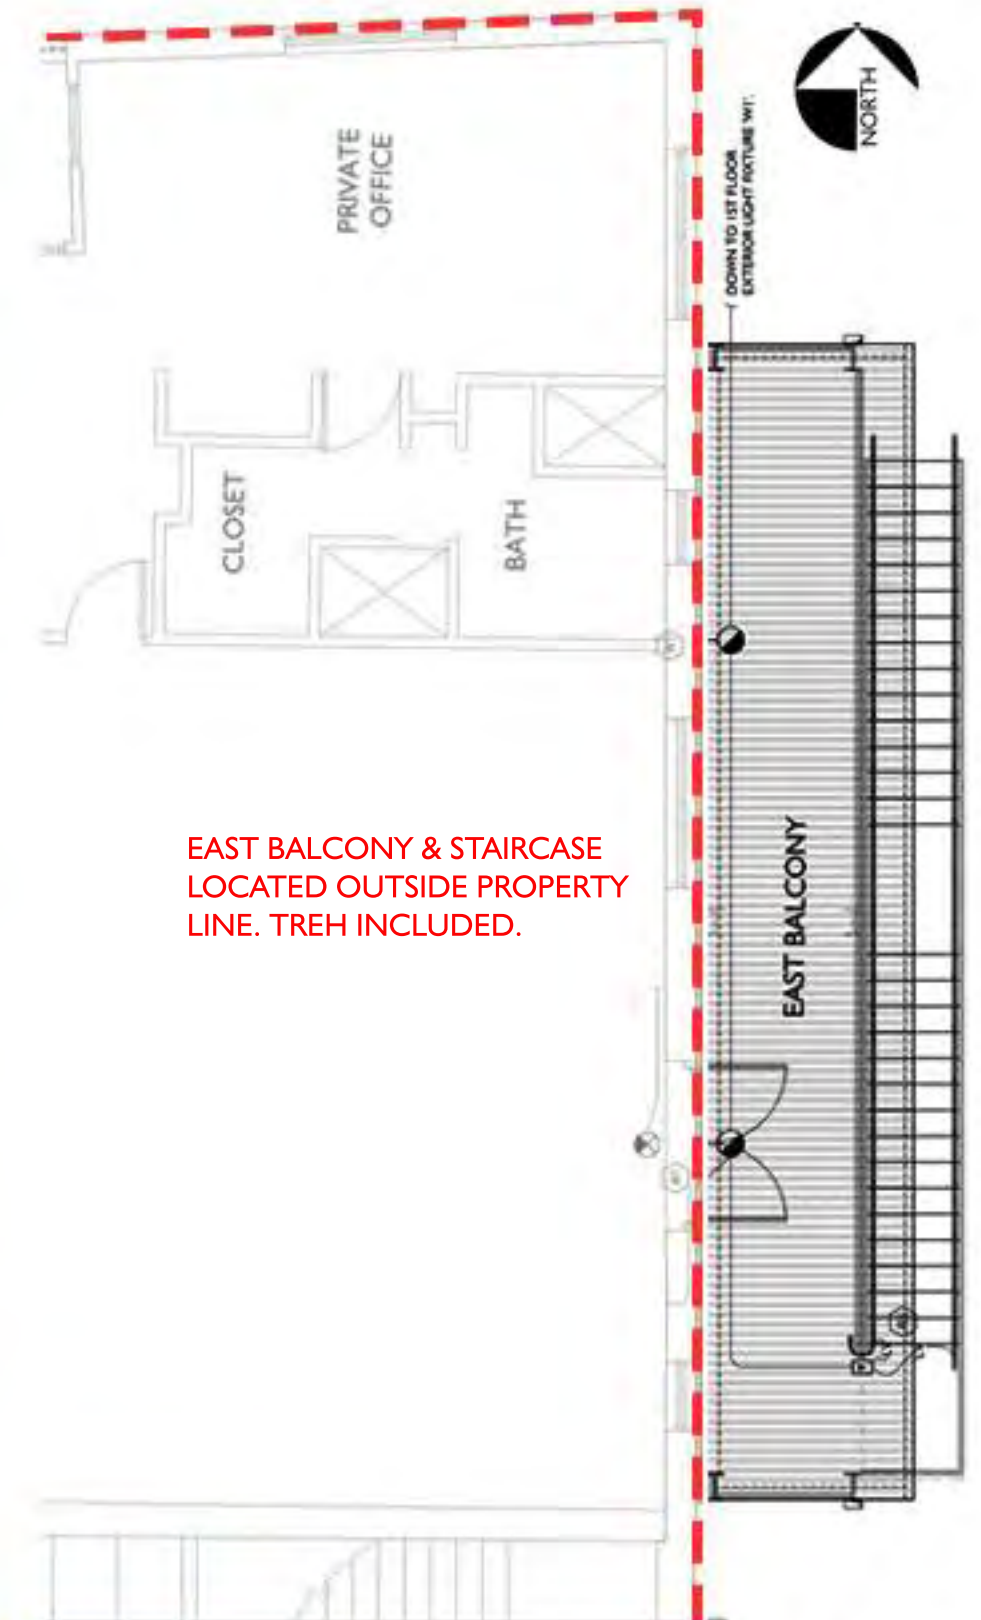 NORTH
DOWN TO 1ST FLOOR
EXTERIOR LIGHT FIXTURE 'W1'.
PRIVATE
OFFICE
CLOSET
BATH
EAST BALCONY & STAIRCASE
LOCATED OUTSIDE PROPERTY
LINE. TREH INCLUDED.
EAST BALCONY